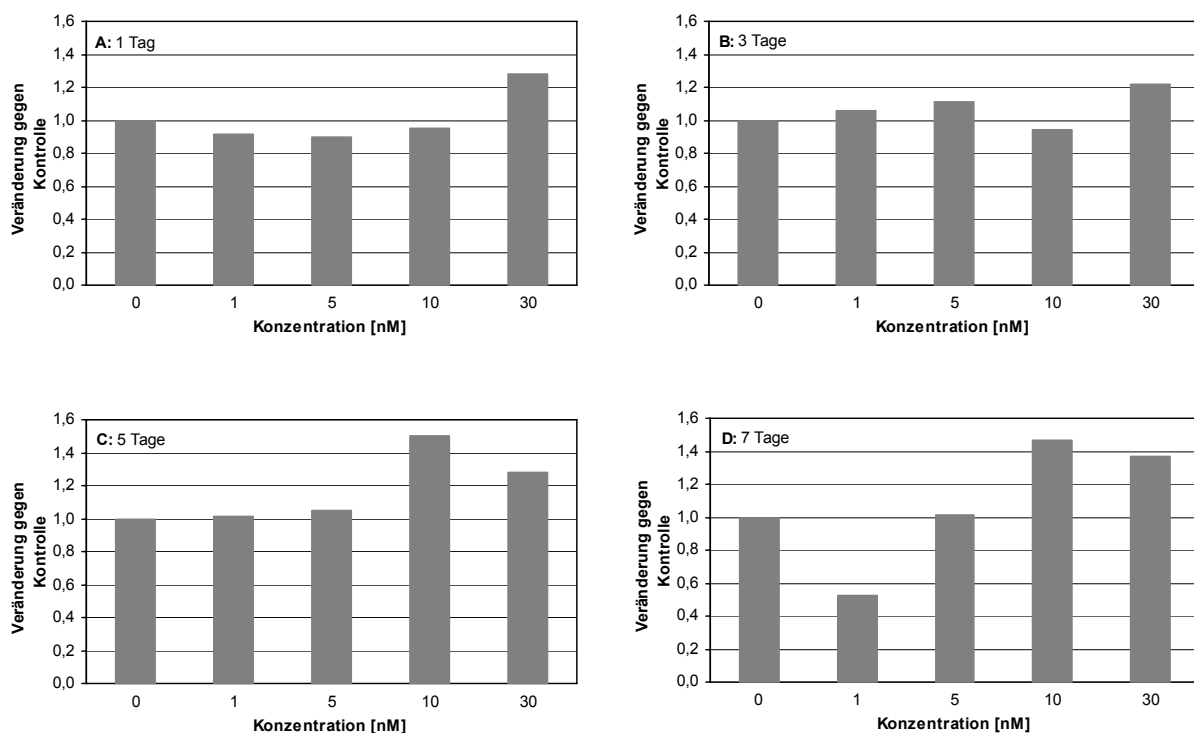 A: 1 Tag
1,6
1,4
1,2
1,0
0,8
0,6
0,4
0,2
0,0
Veränderung gegen
Kontrolle
0 1 5 10 30
Konzentration [nM]
B: 3 Tage
1,6
1,4
1,2
1,0
0,8
0,6
0,4
0,2
0,0
Veränderung gegen
Kontrolle
0 1 5 10 30
Konzentration [nM]
C: 5 Tage
1,6
1,4
1,2
1,0
0,8
0,6
0,4
0,2
0,0
Veränderung gegen
Kontrolle
0 1 5 10 30
Konzentration [nM]
D: 7 Tage
1,6
1,4
1,2
1,0
0,8
0,6
0,4
0,2
0,0
Veränderung gegen
Kontrolle
0 1 5 10 30
Konzentration [nM]